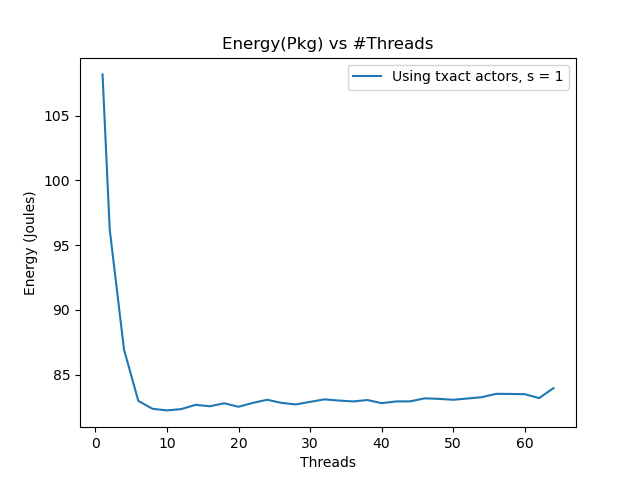 Energy(Pkg) vs #Threads
Using txact actors, s = 1
105
100
95
90
85
Energy (Joules)
0 10 20 30 40 50 60
Threads